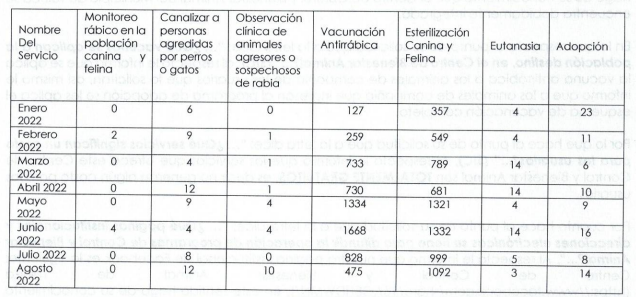 Nombre Del Servicio | Monitoreo rábico en la población canina y felina | Canalizar a personas agredidas por perros o gatos | Observación clínica de animales agresores o sospechosos de rabia | Vacunación Antirrábica | Esterilización Canina y Felina | Eutanasia | Adopción
Enero 2022 | 0 | 6 | 0 | 127 | 357 | 4 | 23
Febrero 2022 | 2 | 9 | 1 | 259 | 549 | 4 | 11
Marzo 2022 | 0 | 4 | 1 | 733 | 789 | 14 | 6
Abril 2022 | 0 | 12 | 1 | 730 | 681 | 14 | 10
Mayo 2022 | 0 | 9 | 4 | 1334 | 1321 | 4 | 9
Junio 2022 | 4 | 4 | 4 | 1668 | 1332 | 14 | 16
Julio 2022 | 0 | 8 | 0 | 828 | 999 | 5 | 8
Agosto 2022 | 0 | 12 | 10 | 475 | 1092 | 3 | 14